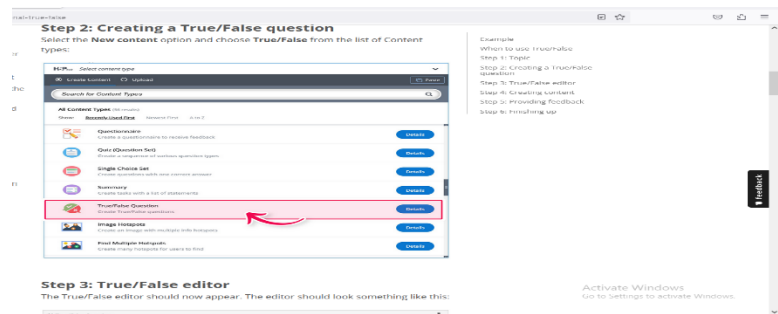 Step 2: Creating a True/False question
Select the New content option and choose True/False from the list of Content
types:
Select content type
Create Content Upload Paste
Search for Content Types
All Content Types
Show: Recently Used First Newest First A to Z
Questionnaire
Create a questionnaire to receive feedback
Details
Quiz (Question Set)
Create a sequence of various question types
Details
Single Choice Set
Create questions with one correct answer
Details
Summary
Create tasks with a list of statements
Details
True/False Question
Create True/False questions
Details
Image Hotspots
Create an image with multiple info hotspots
Details
Find Multiple Hotspots
Create many hotspots for users to find
Details
Step 3: True/False editor
The True/False editor should now appear. The editor should look something like this:
Example
When to use True/False
Step 1: Topic
Step 2: Creating a True/False
question
Step 3: True/False editor
Step 4: Creating content
Step 5: Providing feedback
Step 6: Finishing up
Feedback
Activate Windows
Go to Settings to activate Windows.